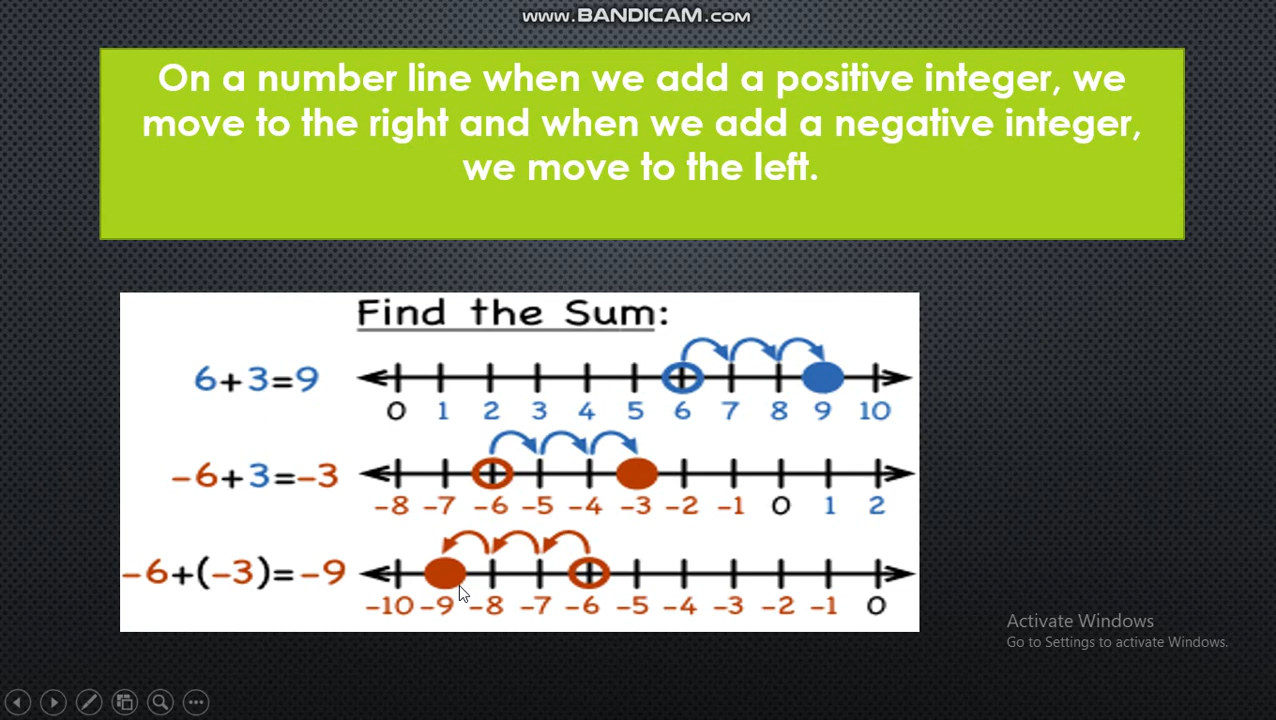 www.BANDICAM.com
On a number line when we add a positive integer, we
move to the right and when we add a negative integer,
we move to the left.
Find the Sum:
6+3=9
0 1 2 3 4 5 6 7 8 9 10
-6+3=-3
-8 -7 -6 -5 -4 -3 -2 -1 0 1 2
-6+(-3)=-9
-10 -9 -8 -7 -6 -5 -4 -3 -2 -1 0
Activate Windows
Go to Settings to activate Windows.